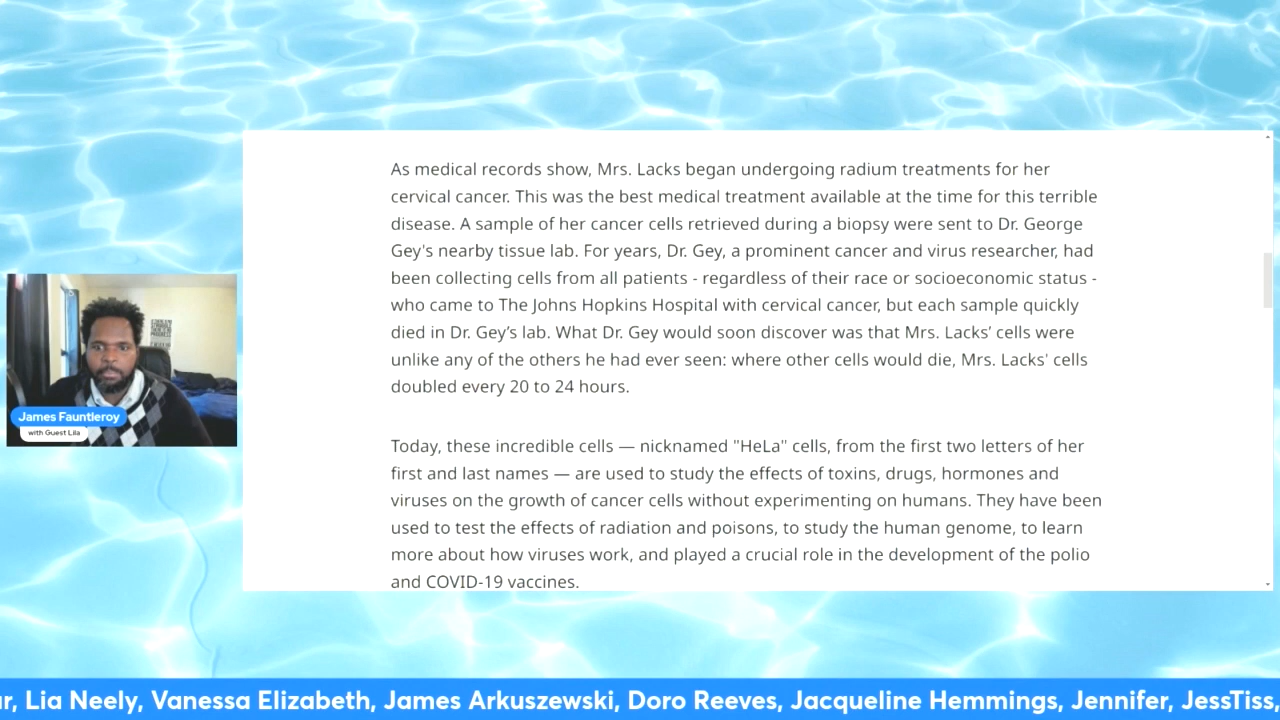 As medical records show, Mrs. Lacks began undergoing radium treatments for her
cervical cancer. This was the best medical treatment available at the time for this terrible
disease. A sample of her cancer cells retrieved during a biopsy were sent to Dr. George
Gey's nearby tissue lab. For years, Dr. Gey, a prominent cancer and virus researcher, had
been collecting cells from all patients - regardless of their race or socioeconomic status -
who came to The Johns Hopkins Hospital with cervical cancer, but each sample quickly
died in Dr. Gey’s lab. What Dr. Gey would soon discover was that Mrs. Lacks’ cells were
unlike any of the others he had ever seen: where other cells would die, Mrs. Lacks' cells
doubled every 20 to 24 hours.
Today, these incredible cells — nicknamed "HeLa" cells, from the first two letters of her
first and last names — are used to study the effects of toxins, drugs, hormones and
viruses on the growth of cancer cells without experimenting on humans. They have been
used to test the effects of radiation and poisons, to study the human genome, to learn
more about how viruses work, and played a crucial role in the development of the polio
and COVID-19 vaccines.
James Fauntleroy
with Guest Lila
r, Lia Neely, Vanessa Elizabeth, James Arkuszewski, Doro Reeves, Jacqueline Hemmings, Jennifer, JessTiss,